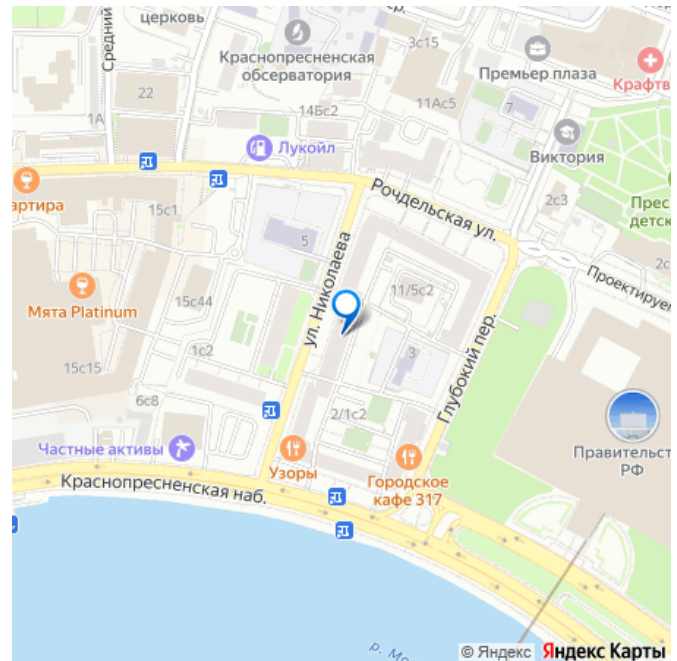 церковь
Средний
пер.
Краснопресненская
обсерватория
3с15
Премьер плаза
Крафтв
22
14Бс2
11Ас5
7
1А
Лукойл
Виктория
артира
Рочдельская ул.
2с3
Прес
детск
15с1
5
2с
Проектируем
ул. Николаева
11/5с2
15с44
Мята Platinum
1с2
3
Глубокий пер.
15с15
6с8
2/1с2
Частные активы
Узоры
Городское
кафе 317
Правительст
РФ
Краснопресненская наб.
р. Мо
© Яндекс Яндекс Карты